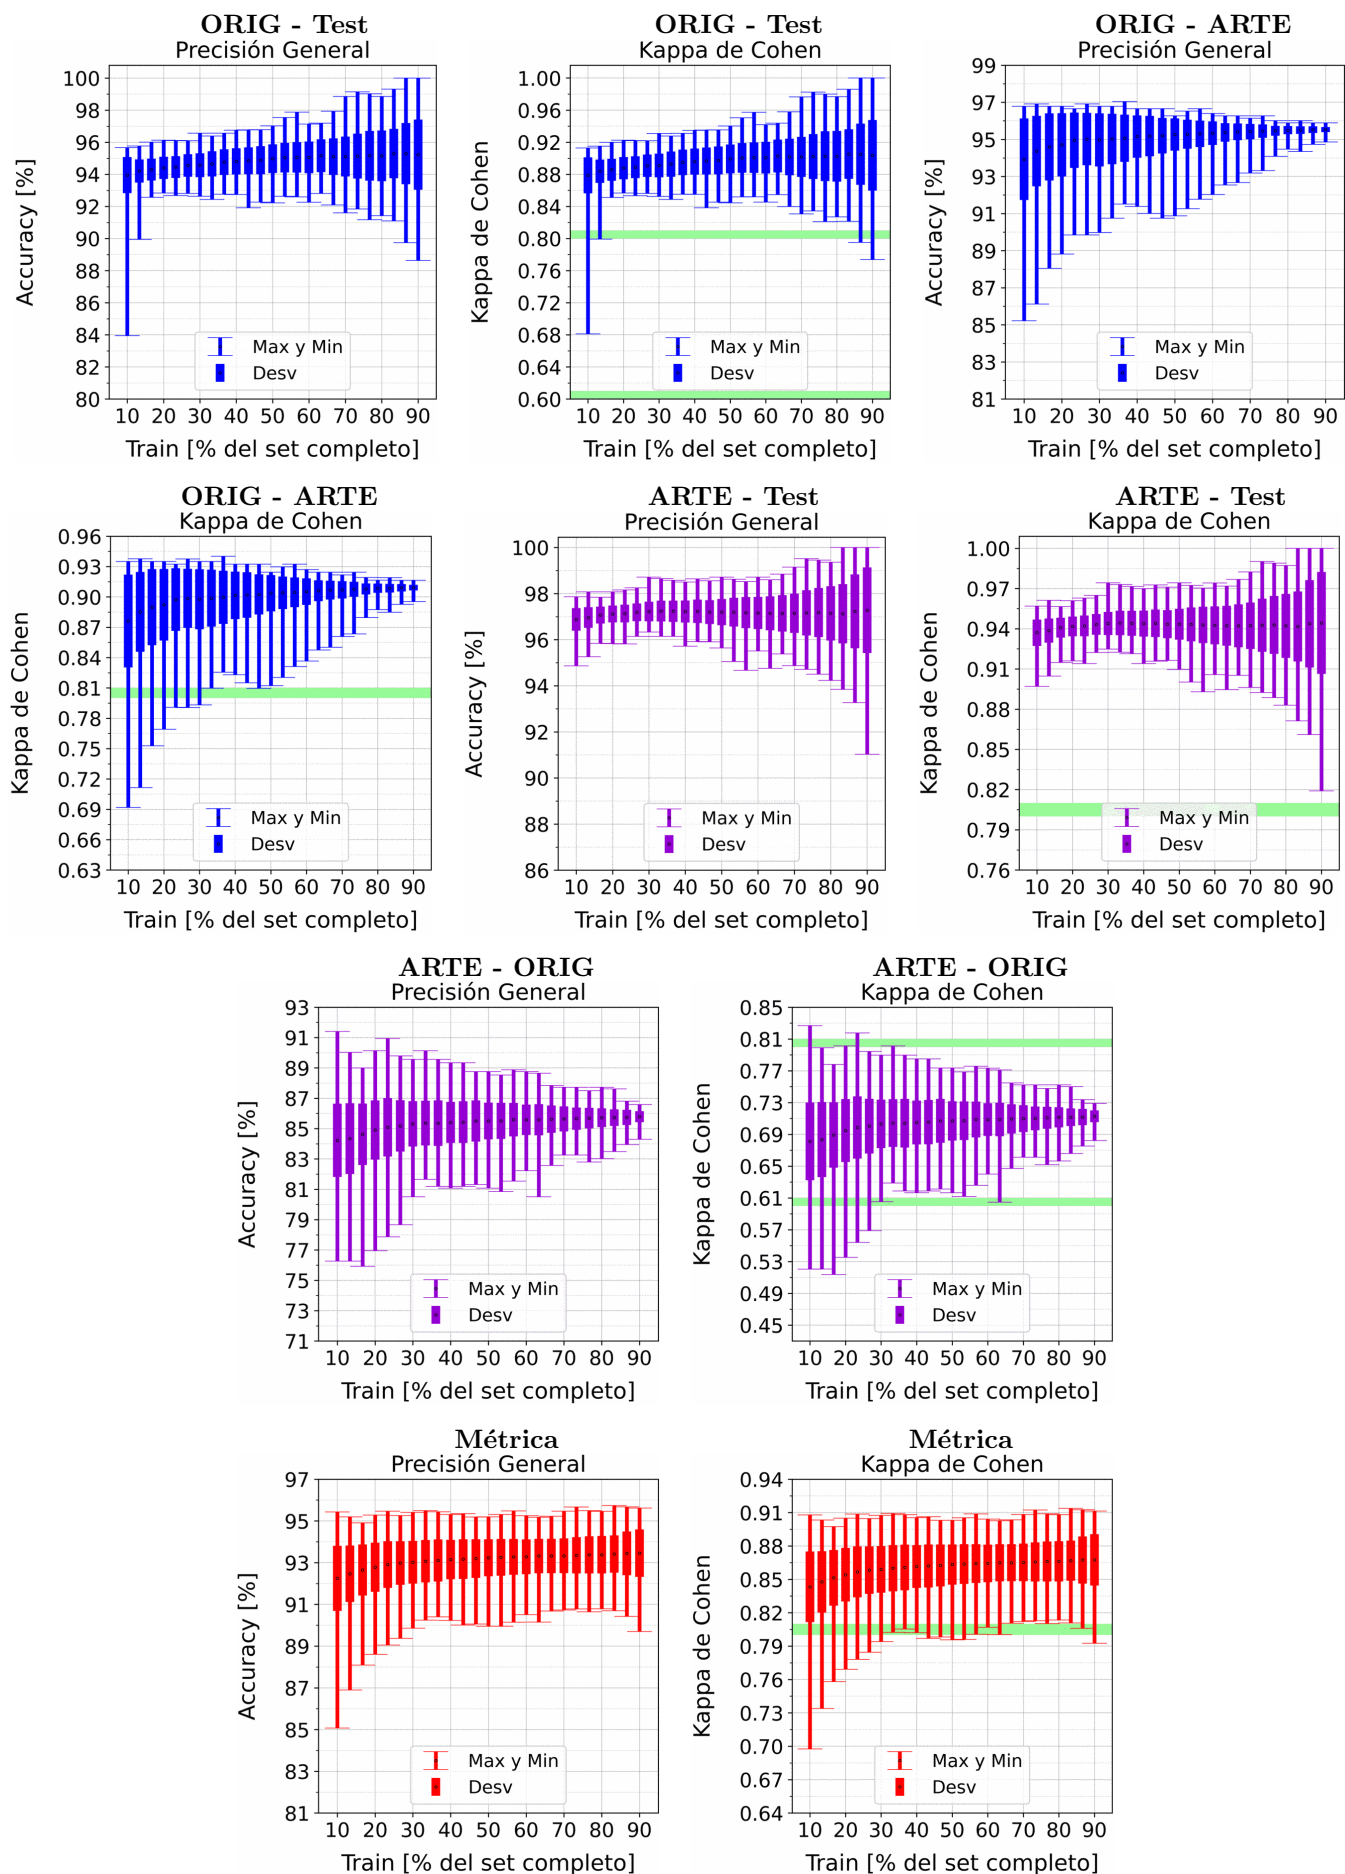 ORIG - Test
Precisión General
Accuracy [%]
100
98
96
94
92
90
88
86
84
82
80
Max y Min
Desv
10 20 30 40 50 60 70 80 90
Train [% del set completo]
ORIG - Test
Kappa de Cohen
Kappa de Cohen
1.00
0.96
0.92
0.88
0.84
0.80
0.76
0.72
0.68
0.64
0.60
Max y Min
Desv
10 20 30 40 50 60 70 80 90
Train [% del set completo]
ORIG - ARTE
Precisión General
Accuracy [%]
99
97
95
93
91
89
87
85
83
81
Max y Min
Desv
10 20 30 40 50 60 70 80 90
Train [% del set completo]
ORIG - ARTE
Kappa de Cohen
Kappa de Cohen
0.96
0.93
0.90
0.87
0.84
0.81
0.78
0.75
0.72
0.69
0.66
0.63
Max y Min
Desv
10 20 30 40 50 60 70 80 90
Train [% del set completo]
ARTE - Test
Precisión General
Accuracy [%]
100
98
96
94
92
90
88
86
Max y Min
Desv
10 20 30 40 50 60 70 80 90
Train [% del set completo]
ARTE - Test
Kappa de Cohen
Kappa de Cohen
1.00
0.97
0.94
0.91
0.88
0.85
0.82
0.79
0.76
Max y Min
Desv
10 20 30 40 50 60 70 80 90
Train [% del set completo]
ARTE - ORIG
Precisión General
Accuracy [%]
93
91
89
87
85
83
81
79
77
75
73
71
Max y Min
Desv
10 20 30 40 50 60 70 80 90
Train [% del set completo]
ARTE - ORIG
Kappa de Cohen
Kappa de Cohen
0.85
0.81
0.77
0.73
0.69
0.65
0.61
0.57
0.53
0.49
0.45
Max y Min
Desv
10 20 30 40 50 60 70 80 90
Train [% del set completo]
Métrica
Precisión General
Accuracy [%]
97
95
93
91
89
87
85
83
81
Max y Min
Desv
10 20 30 40 50 60 70 80 90
Train [% del set completo]
Métrica
Kappa de Cohen
Kappa de Cohen
0.94
0.91
0.88
0.85
0.82
0.79
0.76
0.73
0.70
0.67
0.64
Max y Min
Desv
10 20 30 40 50 60 70 80 90
Train [% del set completo]